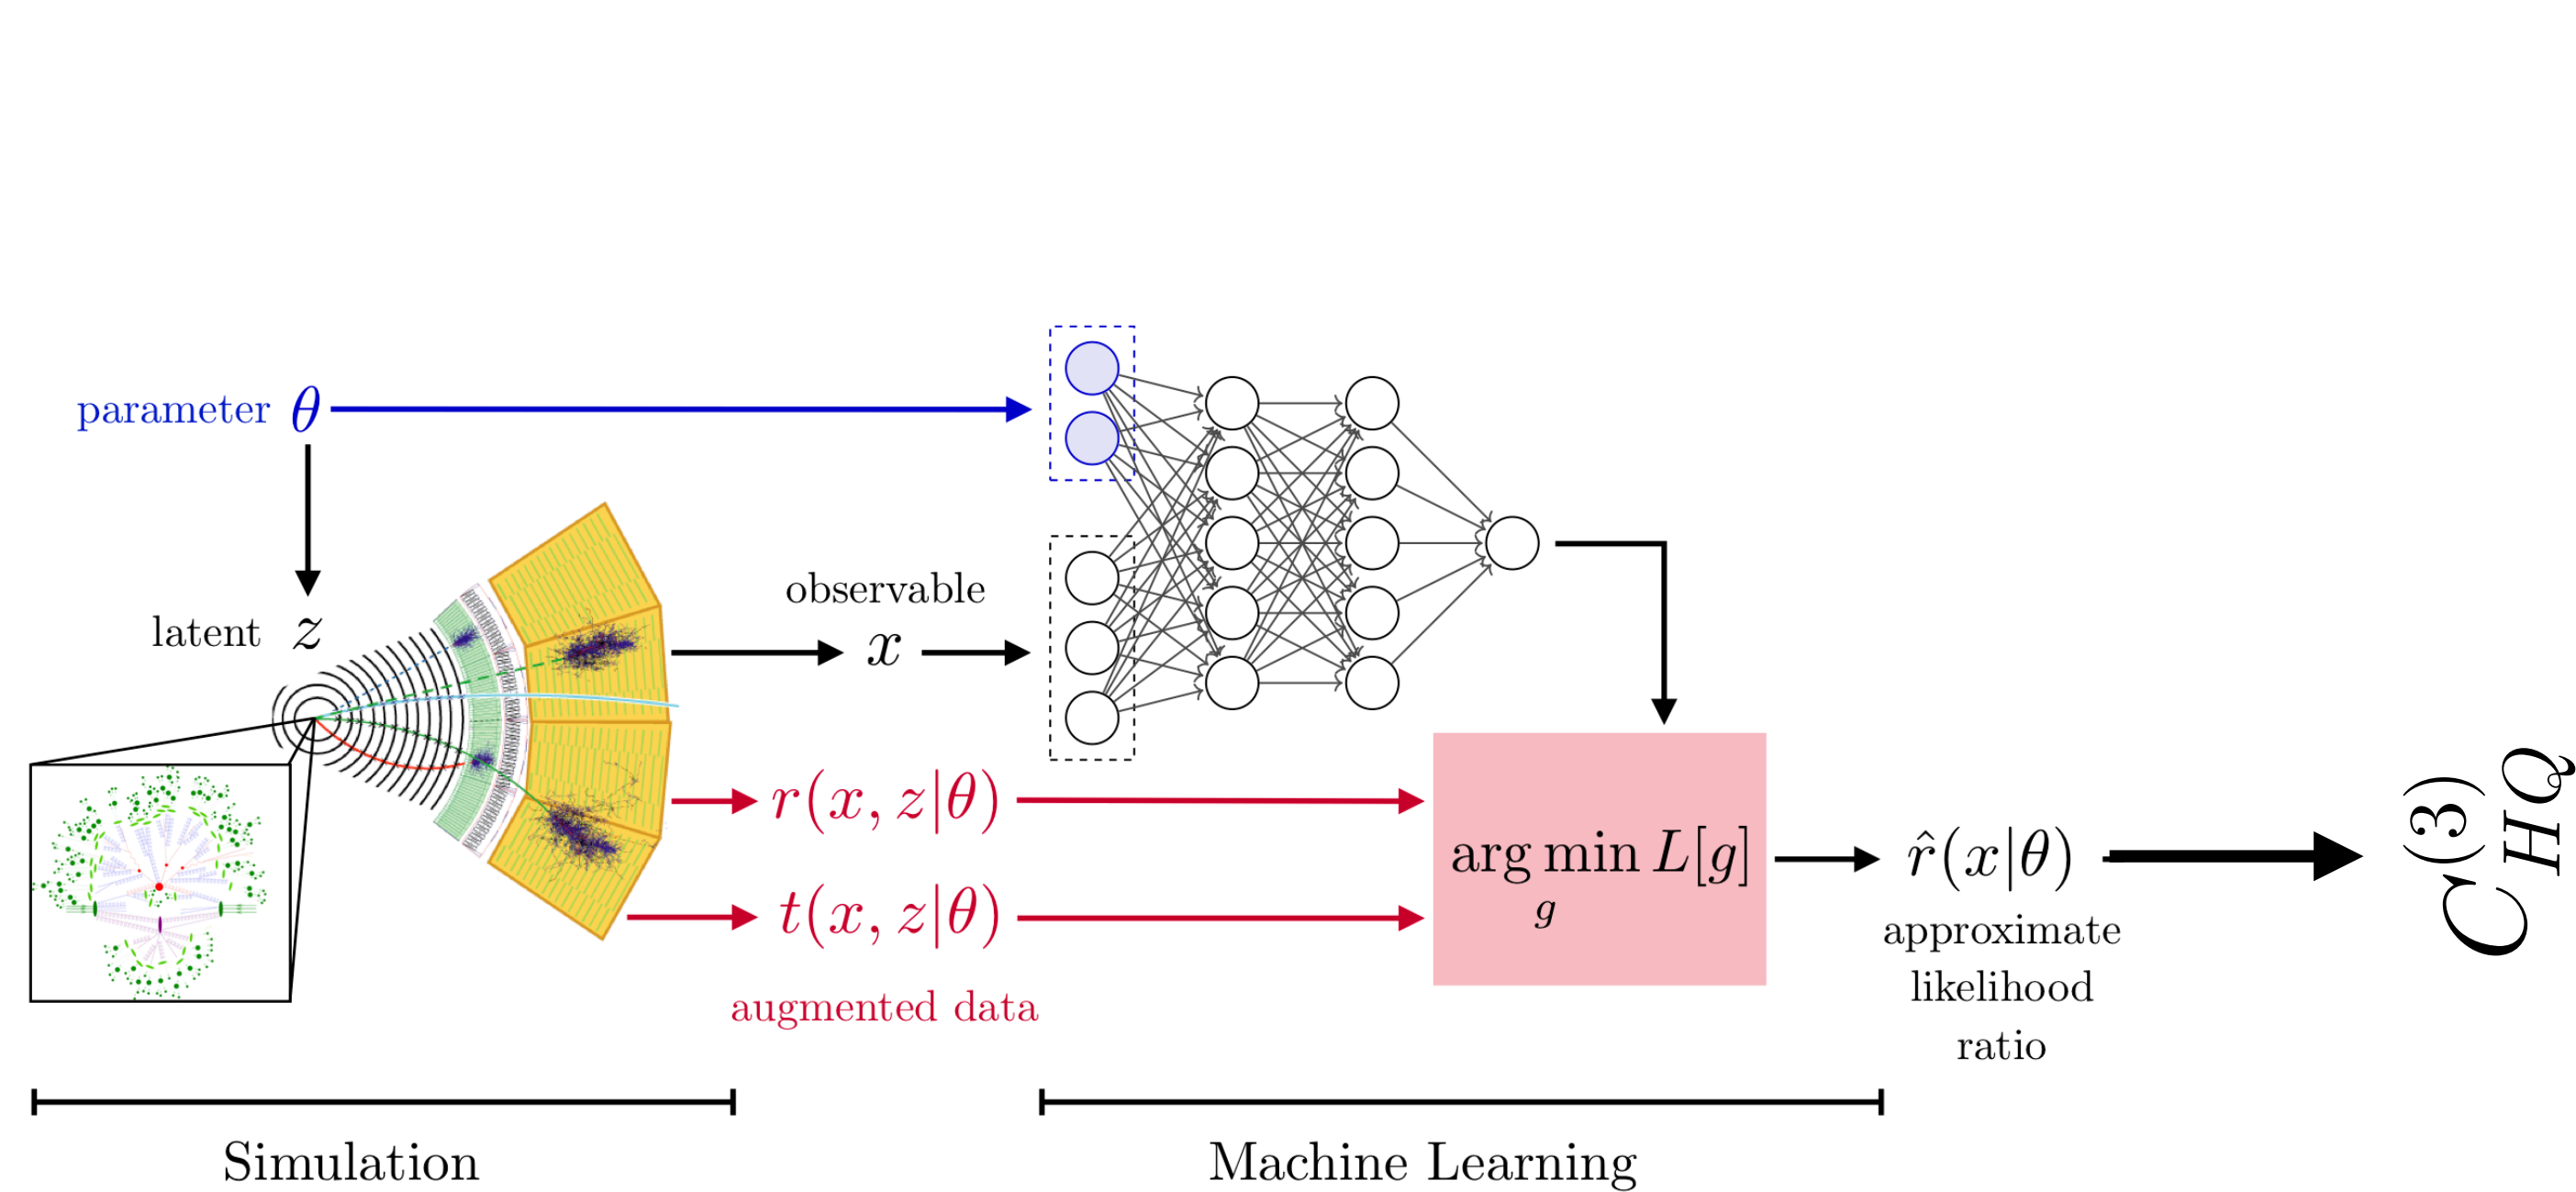 parameter θ
latent z
observable
x
r(x, z|θ)
t(x, z|θ)
augmented data
arg min L[g]
g
r̂(x|θ)
approximate
likelihood
ratio
C_{HQ}^{(3)}
Simulation
Machine Learning